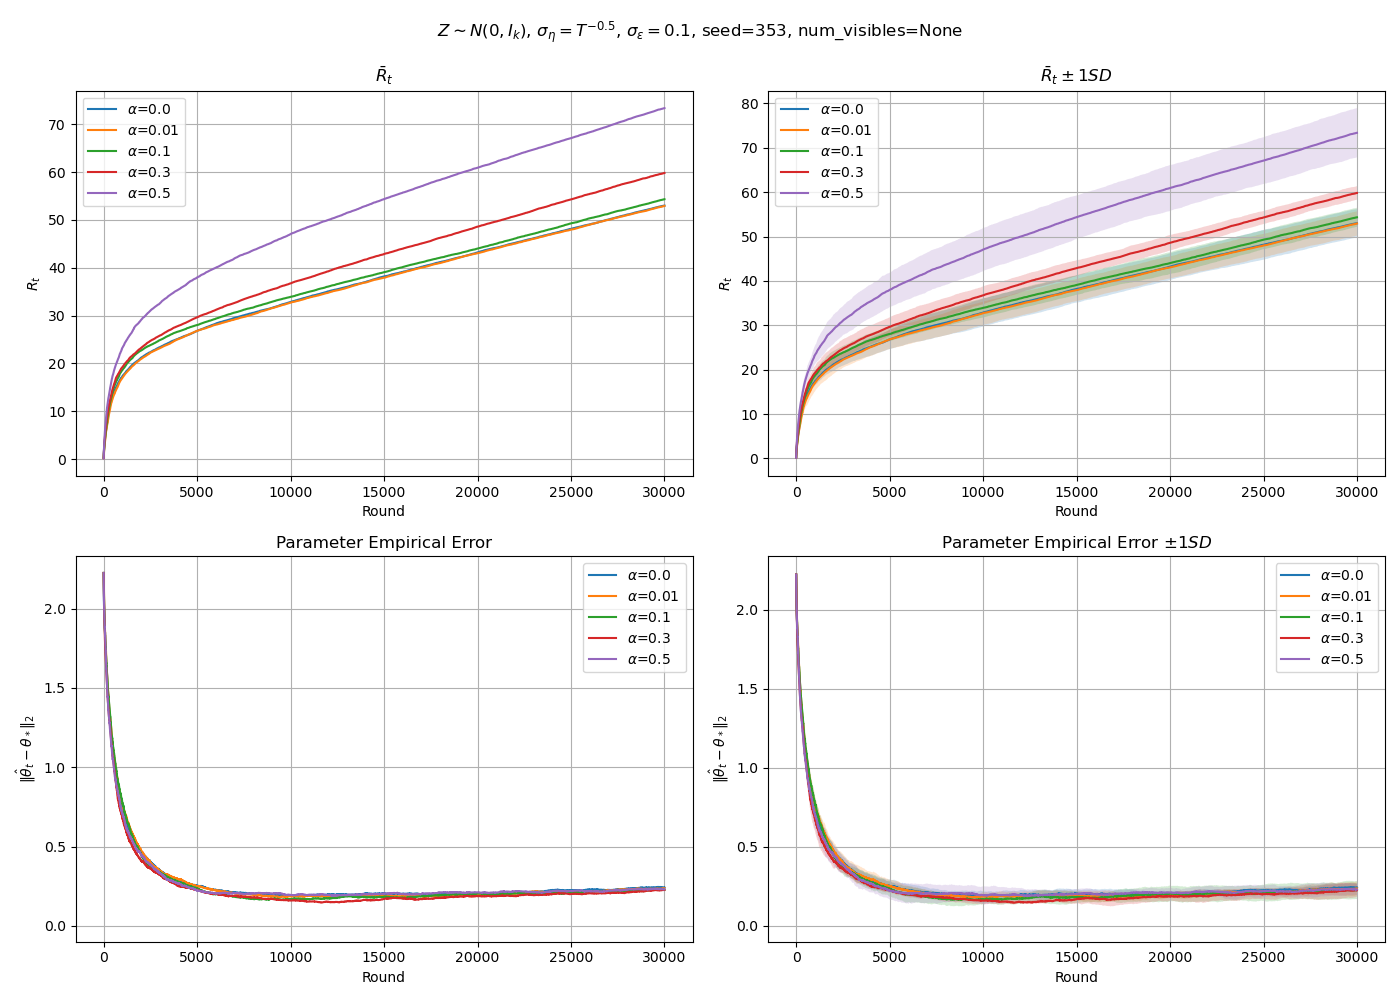 Z ~ N(0, I_k), σ_η = T^{-0.5}, σ_ε = 0.1, seed=353, num_visibles=None
R̄_t
R_t
70
60
50
40
30
20
10
0
α=0.0
α=0.01
α=0.1
α=0.3
α=0.5
0 5000 10000 15000 20000 25000 30000
Round
R̄_t ± 1SD
R_t
80
70
60
50
40
30
20
10
0
α=0.0
α=0.01
α=0.1
α=0.3
α=0.5
0 5000 10000 15000 20000 25000 30000
Round
Parameter Empirical Error
‖θ̂_t − θ_*‖_2
2.0
1.5
1.0
0.5
0.0
α=0.0
α=0.01
α=0.1
α=0.3
α=0.5
0 5000 10000 15000 20000 25000 30000
Round
Parameter Empirical Error ±1SD
‖θ̂_t − θ_*‖_2
2.0
1.5
1.0
0.5
0.0
α=0.0
α=0.01
α=0.1
α=0.3
α=0.5
0 5000 10000 15000 20000 25000 30000
Round